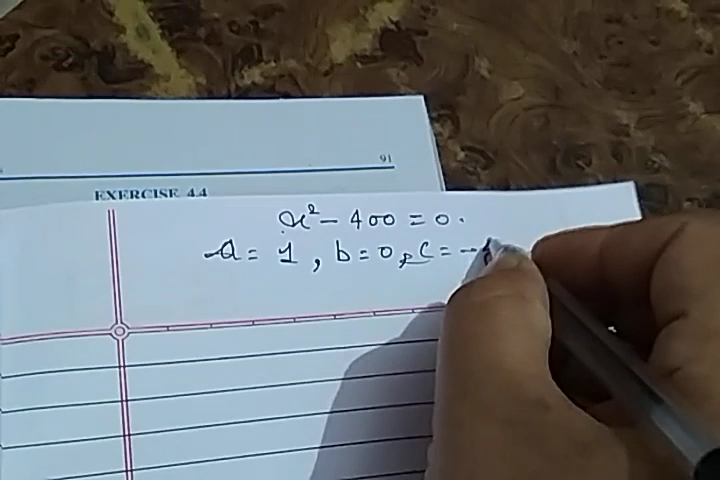 91
EXERCISE 4.4
x² - 400 = 0.
a = 1, b = 0, c = -